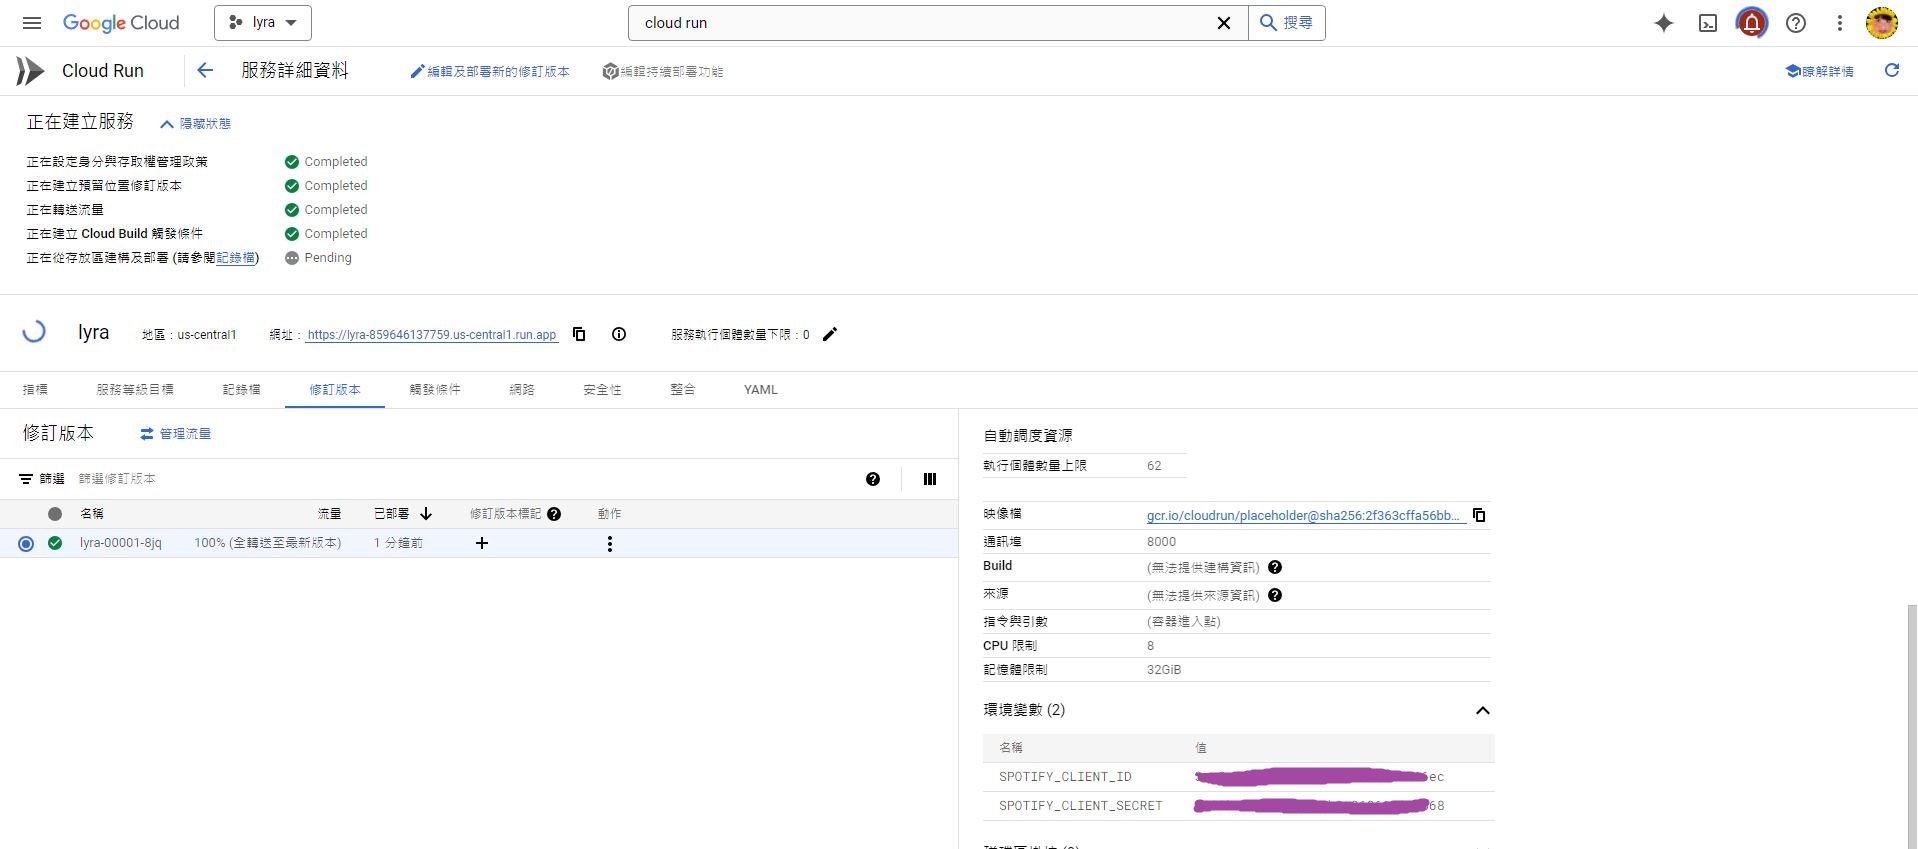 Google Cloud
lyra
cloud run
搜尋
Cloud Run
服務詳細資料
編輯及部署新的修訂版本
編輯持續部署功能
瞭解詳情
正在建立服務
隱藏狀態
正在設定身分與存取權管理政策 Completed
正在建立預留位置修訂版本 Completed
正在轉送流量 Completed
正在建立 Cloud Build 觸發條件 Completed
正在從存放區建構及部署 (請參閱記錄檔) Pending
lyra
地區：us-central1
網址： https://lyra-859646137759.us-central1.run.app
服務執行個體數量下限：0
指標 服務等級目標 記錄檔 修訂版本 觸發條件 網路 安全性 整合 YAML
修訂版本
管理流量
篩選 篩選修訂版本
名稱 流量 已部署 修訂版本標記 動作
lyra-00001-8jq 100% (全轉送至最新版本) 1 分鐘前
自動調度資源
執行個體數量上限 62
映像檔 gcr.io/cloudrun/placeholder@sha256:2f363cffa56bb...
通訊埠 8000
Build (無法提供建構資訊)
來源 (無法提供來源資訊)
指令與引數 (容器進入點)
CPU 限制 8
記憶體限制 32GiB
環境變數 (2)
名稱 值
SPOTIFY_CLIENT_ID ec
SPOTIFY_CLIENT_SECRET 68